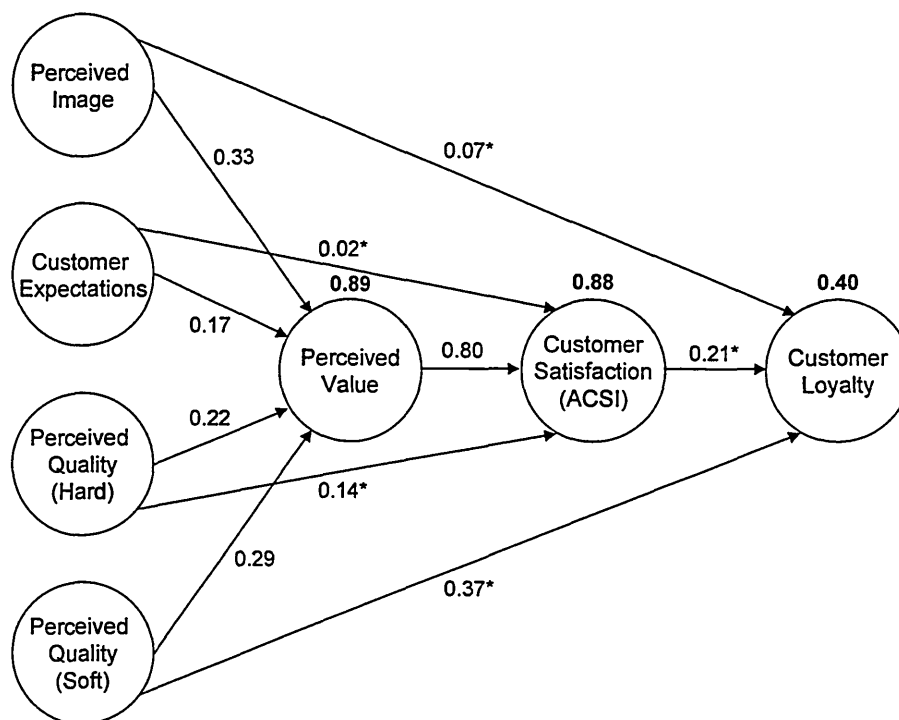 Perceived
Image
0.33
0.07*
Customer
Expectations
0.02*
0.17
0.89
0.88
0.40
Perceived
Value
0.80
Customer
Satisfaction
(ACSI)
0.21*
Customer
Loyalty
Perceived
Quality
(Hard)
0.22
0.14*
0.29
0.37*
Perceived
Quality
(Soft)